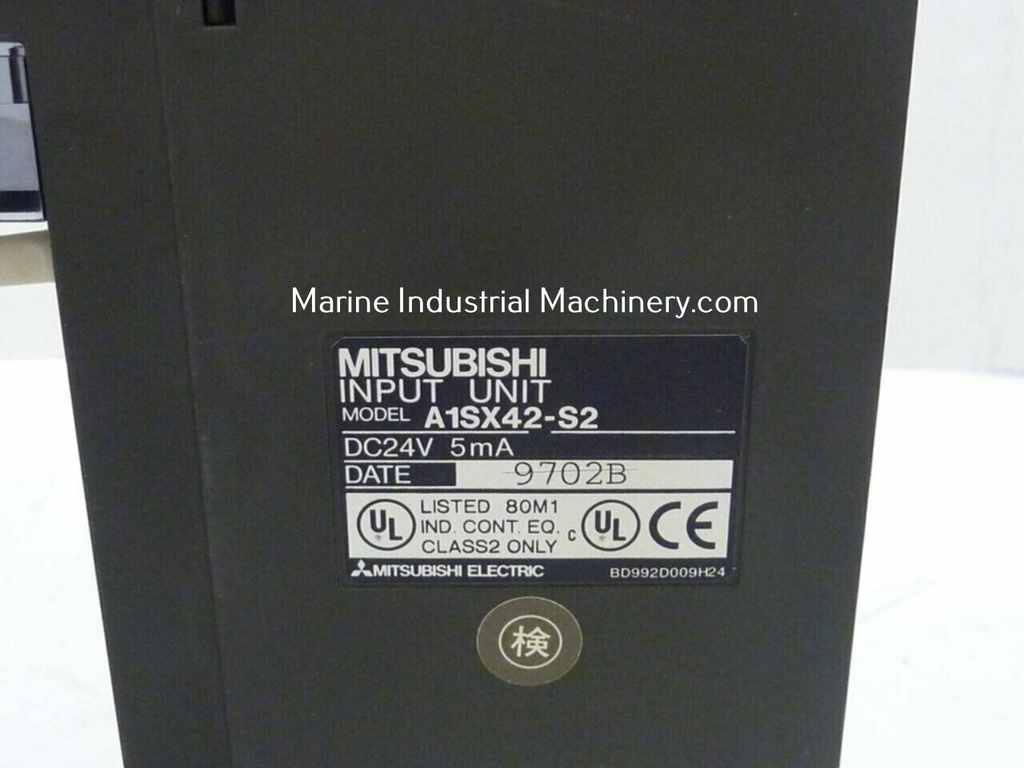 Marine Industrial Machinery.com
MITSUBISHI
INPUT UNIT
MODEL A1SX42-S2
DC24V 5mA
DATE 9702B
UL LISTED 80M1
IND. CONT. EQ.
CLASS2 ONLY
c UL CE
MITSUBISHI ELECTRIC BD992D009H24
検